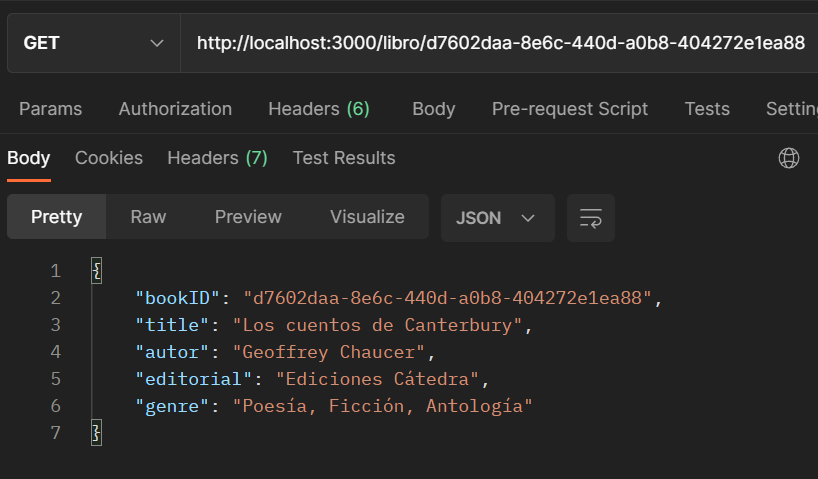 GET http://localhost:3000/libro/d7602daa-8e6c-440d-a0b8-404272e1ea88
Params Authorization Headers (6) Body Pre-request Script Tests Settin
Body Cookies Headers (7) Test Results
Pretty Raw Preview Visualize JSON
1 {
2 "bookID": "d7602daa-8e6c-440d-a0b8-404272e1ea88",
3 "title": "Los cuentos de Canterbury",
4 "autor": "Geoffrey Chaucer",
5 "editorial": "Ediciones Cátedra",
6 "genre": "Poesía, Ficción, Antología"
7 }